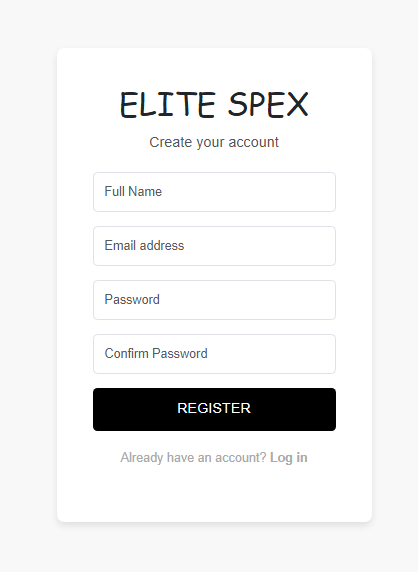 ELITE SPEX
Create your account
Full Name
Email address
Password
Confirm Password
REGISTER
Already have an account? Log in